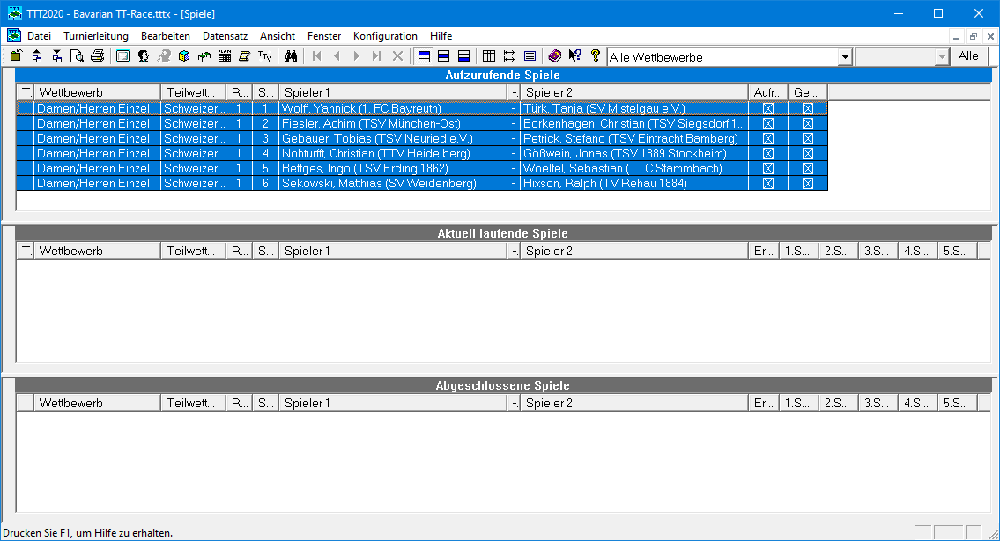 TTT2020 - Bavarian TT-Race.tttx - [Spiele]
Datei Turnierleitung Bearbeiten Datensatz Ansicht Fenster Konfiguration Hilfe
TTV Alle Wettbewerbe Alle
Aufzurufende Spiele
T. Wettbewerb Teilwett... R... S... Spieler 1 -. Spieler 2 Aufr... Ge...
Damen/Herren Einzel Schweizer... 1 1 Wolff, Yannick (1. FC Bayreuth) - Türk, Tanja (SV Mistelgau e.V.)
Damen/Herren Einzel Schweizer... 1 2 Fiesler, Achim (TSV München-Ost) - Borkenhagen, Christian (TSV Siegsdorf 1...
Damen/Herren Einzel Schweizer... 1 3 Gebauer, Tobias (TSV Neuried e.V.) - Petrick, Stefano (TSV Eintracht Bamberg)
Damen/Herren Einzel Schweizer... 1 4 Nohturfft, Christian (TTV Heidelberg) - Gößwein, Jonas (TSV 1889 Stockheim)
Damen/Herren Einzel Schweizer... 1 5 Bettges, Ingo (TSV Erding 1862) - Woelfel, Sebastian (TTC Stammbach)
Damen/Herren Einzel Schweizer... 1 6 Sekowski, Matthias (SV Weidenberg) - Hixson, Ralph (TV Rehau 1884)
Aktuell laufende Spiele
T. Wettbewerb Teilwett... R... S... Spieler 1 -. Spieler 2 Er... 1.S... 2.S... 3.S... 4.S... 5.S...
Abgeschlossene Spiele
Wettbewerb Teilwett... R... S... Spieler 1 -. Spieler 2 Er... 1.S... 2.S... 3.S... 4.S... 5.S...
Drücken Sie F1, um Hilfe zu erhalten.